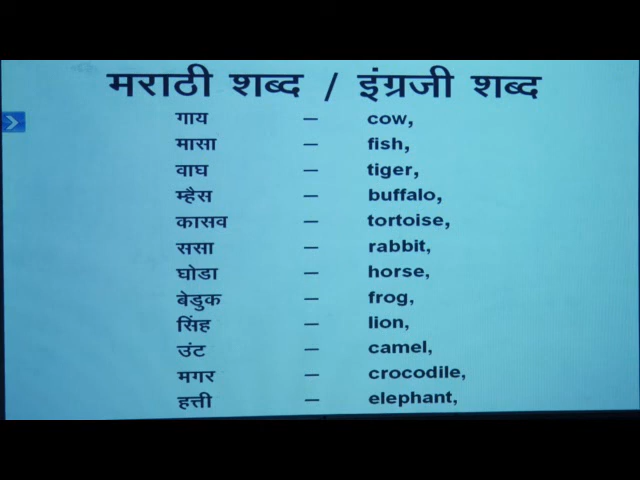 मराठी शब्द / इंग्रजी शब्द
गाय – cow,
मासा – fish,
वाघ – tiger,
म्हैस – buffalo,
कासव – tortoise,
ससा – rabbit,
घोडा – horse,
बेडुक – frog,
सिंह – lion,
उंट – camel,
मगर – crocodile,
हत्ती – elephant,